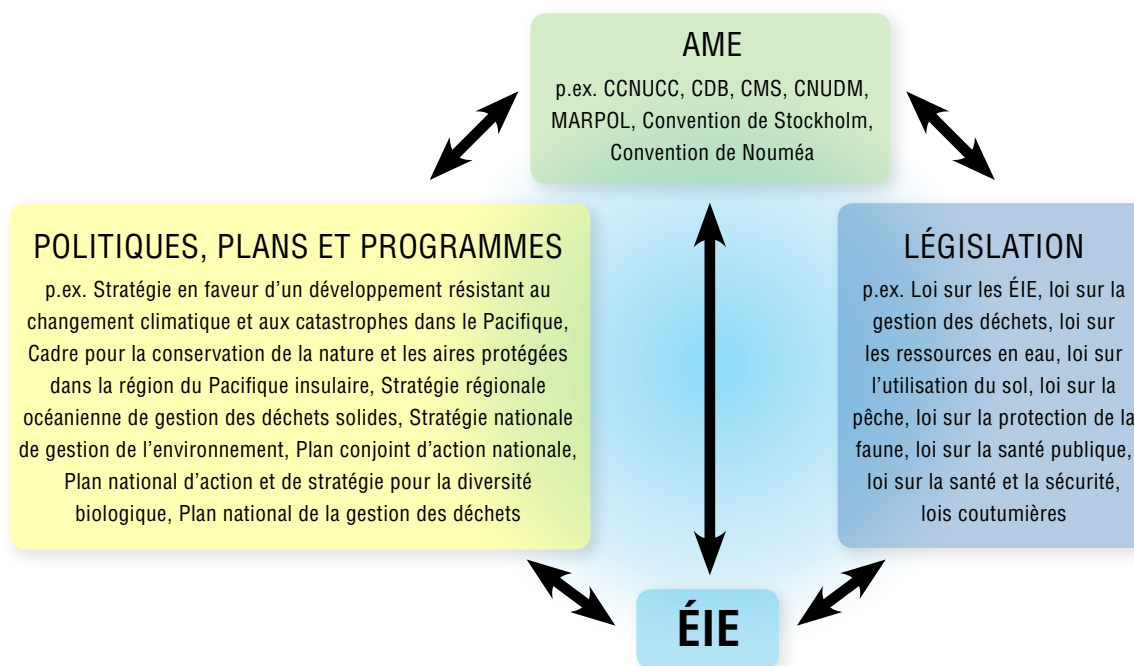 AME
p.ex. CCNUCC, CDB, CMS, CNUDM,
MARPOL, Convention de Stockholm,
Convention de Nouméa
POLITIQUES, PLANS ET PROGRAMMES
p.ex. Stratégie en faveur d’un développement résistant au
changement climatique et aux catastrophes dans le Pacifique,
Cadre pour la conservation de la nature et les aires protégées
dans la région du Pacifique insulaire, Stratégie régionale
océanienne de gestion des déchets solides, Stratégie nationale
de gestion de l’environnement, Plan conjoint d’action nationale,
Plan national d’action et de stratégie pour la diversité
biologique, Plan national de la gestion des déchets
LÉGISLATION
p.ex. Loi sur les ÉIE, loi sur la
gestion des déchets, loi sur
les ressources en eau, loi sur
l’utilisation du sol, loi sur la
pêche, loi sur la protection de la
faune, loi sur la santé publique,
loi sur la santé et la sécurité,
lois coutumières
ÉIE